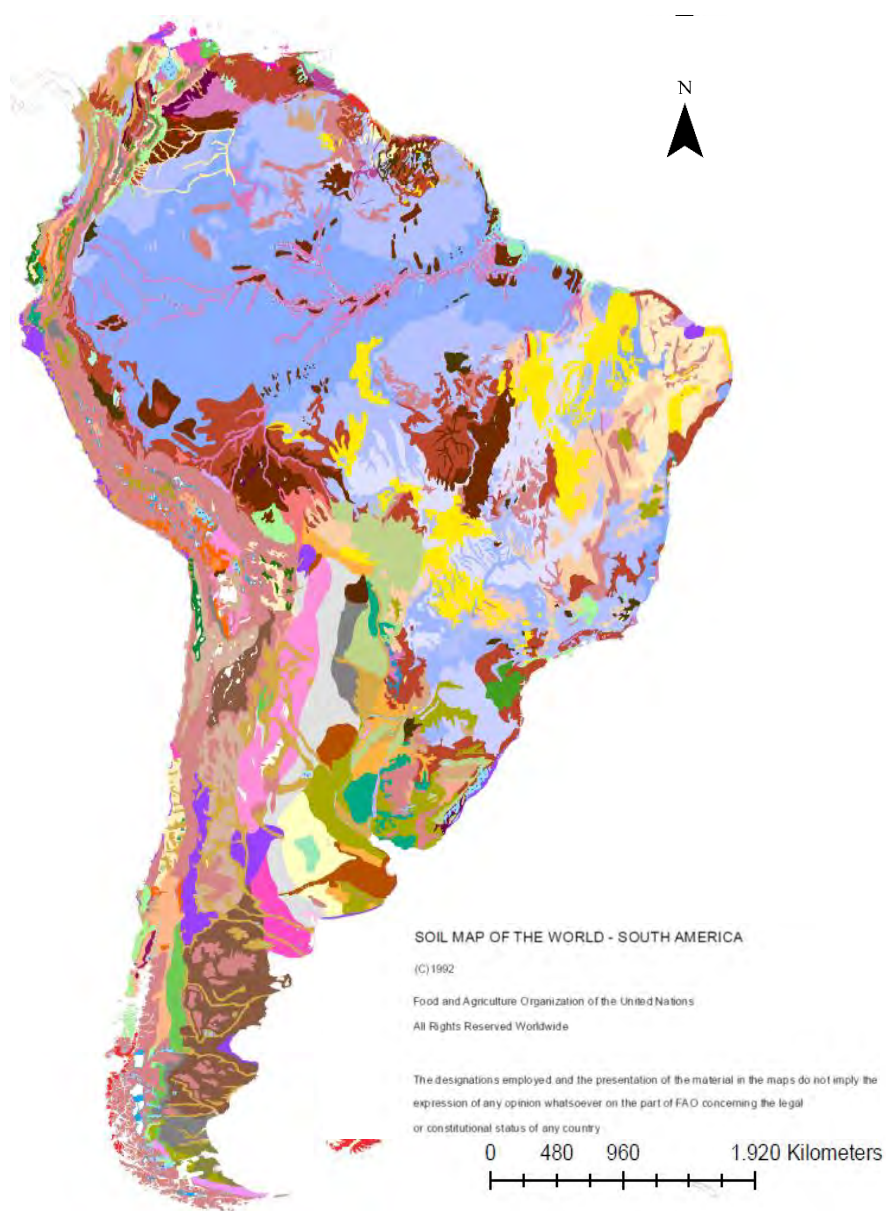 N
SOIL MAP OF THE WORLD - SOUTH AMERICA
(C)1992
Food and Agriculture Organization of the United Nations
All Rights Reserved Worldwide
The designations employed and the presentation of the material in the maps do not imply the
expression of any opinion whatsoever on the part of FAO concerning the legal
or constitutional status of any country
0 480 960 1.920 Kilometers